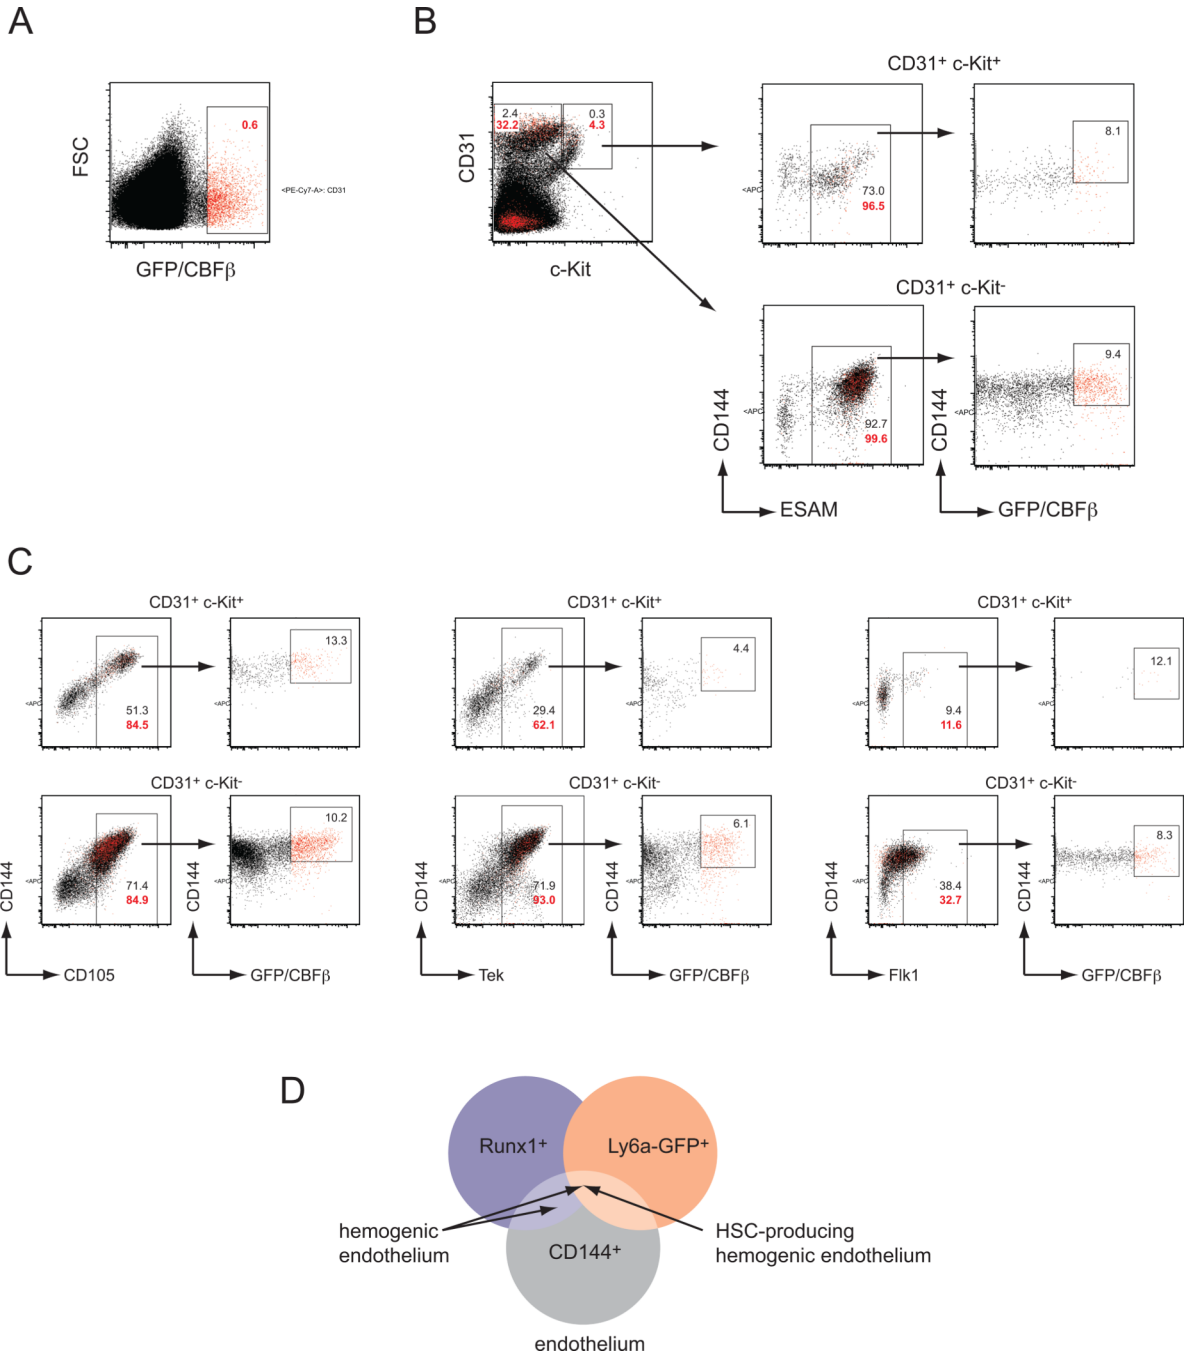 A
FSC
0.6
<PE-Cy7-A>: CD31
GFP/CBFβ
B
CD31
2.4
32.2
0.3
4.3
c-Kit
CD31⁺ c-Kit⁺
<APC
73.0
96.5
8.1
CD31⁺ c-Kit⁻
<APC
92.7
99.6
<APC
9.4
CD144
ESAM
CD144
GFP/CBFβ
C
CD31⁺ c-Kit⁺
<APC
51.3
84.5
<APC
13.3
CD31⁺ c-Kit⁺
29.4
62.1
<APC
4.4
CD31⁺ c-Kit⁺
<APC
9.4
11.6
<APC
12.1
CD31⁺ c-Kit⁻
<APC
71.4
84.9
<APC
10.2
CD144
CD105
CD144
GFP/CBFβ
CD31⁺ c-Kit⁻
<APC
71.9
93.0
<APC
6.1
CD144
Tek
CD144
GFP/CBFβ
CD31⁺ c-Kit⁻
<APC
38.4
32.7
<APC
8.3
CD144
Flk1
CD144
GFP/CBFβ
D
Runx1⁺
Ly6a-GFP⁺
hemogenic
endothelium
HSC-producing
hemogenic endothelium
CD144⁺
endothelium